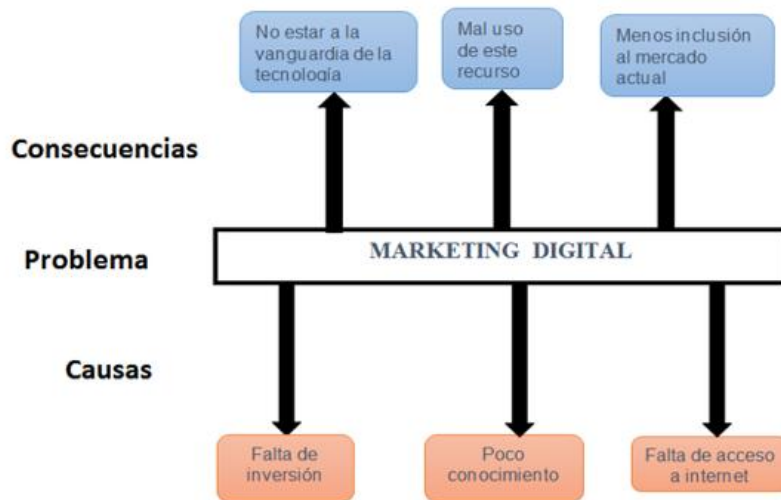 No estar a la
vanguardia de la
tecnología
Mal uso
de este
recurso
Menos inclusión
al mercado
actual
Consecuencias
Problema
MARKETING DIGITAL
Causas
Falta de
inversión
Poco
conocimiento
Falta de acceso
a internet